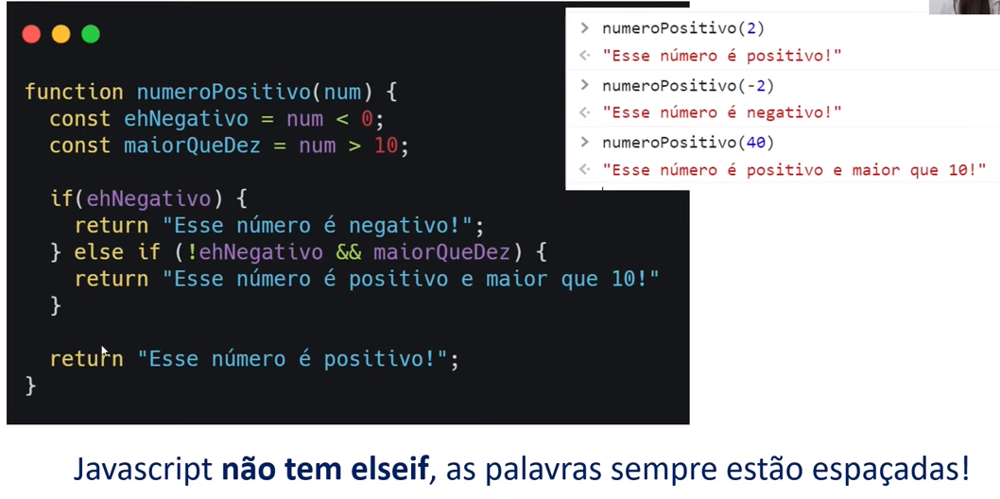 function numeroPositivo(num) {
  const ehNegativo = num < 0;
  const maiorQueDez = num > 10;

  if(ehNegativo) {
    return "Esse número é negativo!";
  } else if (!ehNegativo && maiorQueDez) {
    return "Esse número é positivo e maior que 10!"
  }

  return "Esse número é positivo!";
}
> numeroPositivo(2)
"Esse número é positivo!"
> numeroPositivo(-2)
"Esse número é negativo!"
> numeroPositivo(40)
"Esse número é positivo e maior que 10!"
Javascript não tem elseif, as palavras sempre estão espaçadas!